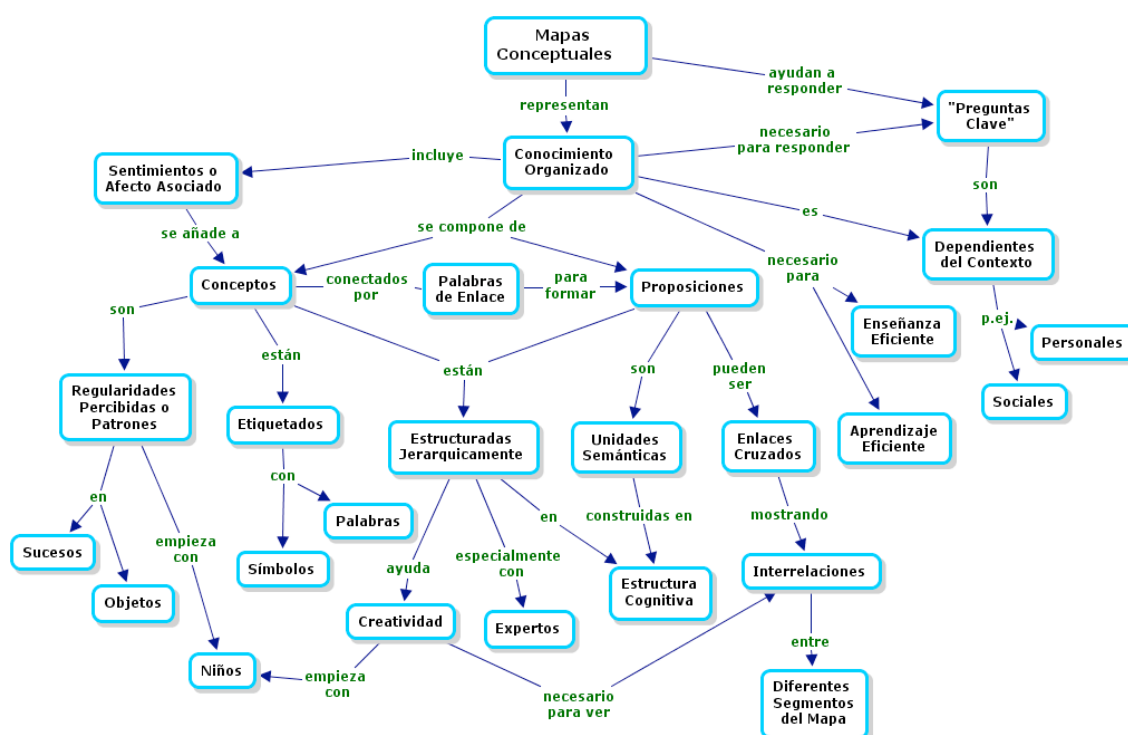 Mapas
Conceptuales
ayudan a
responder
representan
"Preguntas
Clave"
necesario
para responder
Conocimiento
Organizado
incluye
Sentimientos o
Afecto Asociado
son
es
se compone de
se añade a
Dependientes
del Contexto
necesario
para
Conceptos
conectados
por
Palabras
de Enlace
para
formar
Proposiciones
son
Enseñanza
Eficiente
p.ej.
Personales
están
están
son
pueden
ser
Regularidades
Percibidas o
Patrones
Sociales
Etiquetados
Estructuradas
Jerarquicamente
Unidades
Semánticas
Enlaces
Cruzados
Aprendizaje
Eficiente
con
en
Palabras
en
construidas en
mostrando
Sucesos
empieza
con
Símbolos
ayuda
especialmente
con
Estructura
Cognitiva
Interrelaciones
Objetos
Creatividad
Expertos
entre
Niños
empieza
con
necesario
para ver
Diferentes
Segmentos
del Mapa